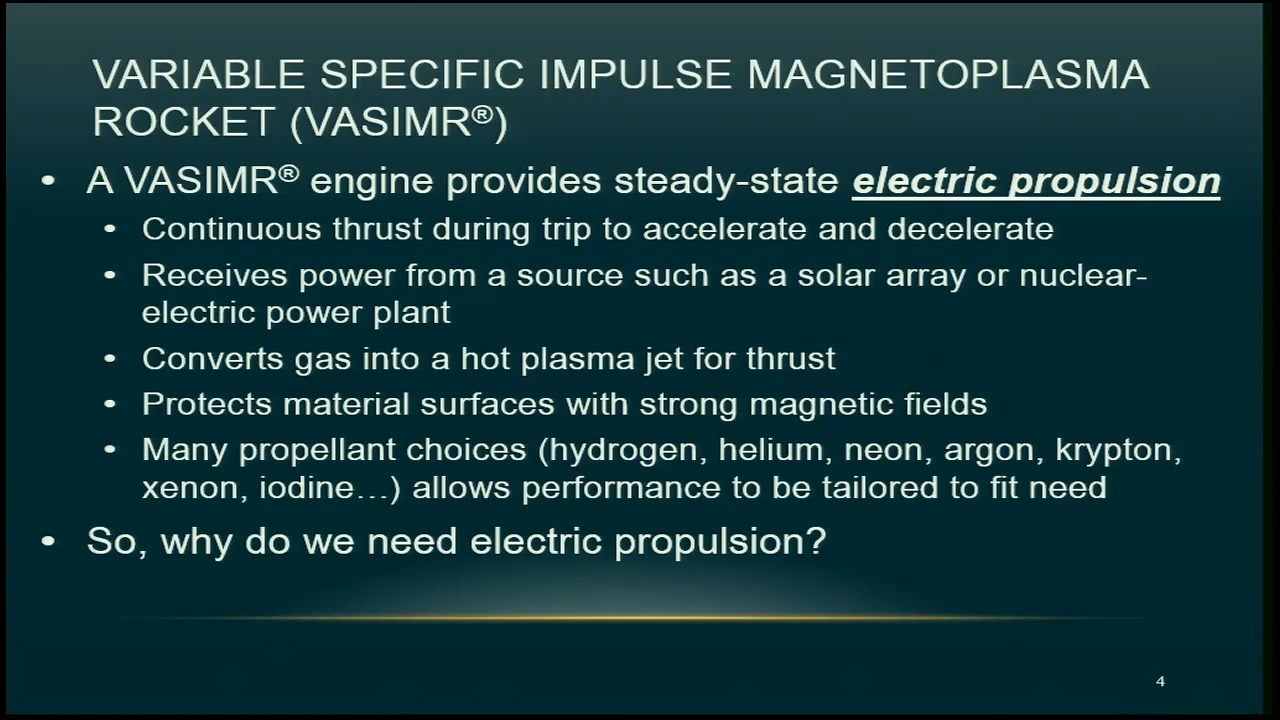 VARIABLE SPECIFIC IMPULSE MAGNETOPLASMA
ROCKET (VASIMR®)
• A VASIMR® engine provides steady-state electric propulsion
• Continuous thrust during trip to accelerate and decelerate
• Receives power from a source such as a solar array or nuclear-
electric power plant
• Converts gas into a hot plasma jet for thrust
• Protects material surfaces with strong magnetic fields
• Many propellant choices (hydrogen, helium, neon, argon, krypton,
xenon, iodine…) allows performance to be tailored to fit need
• So, why do we need electric propulsion?
4